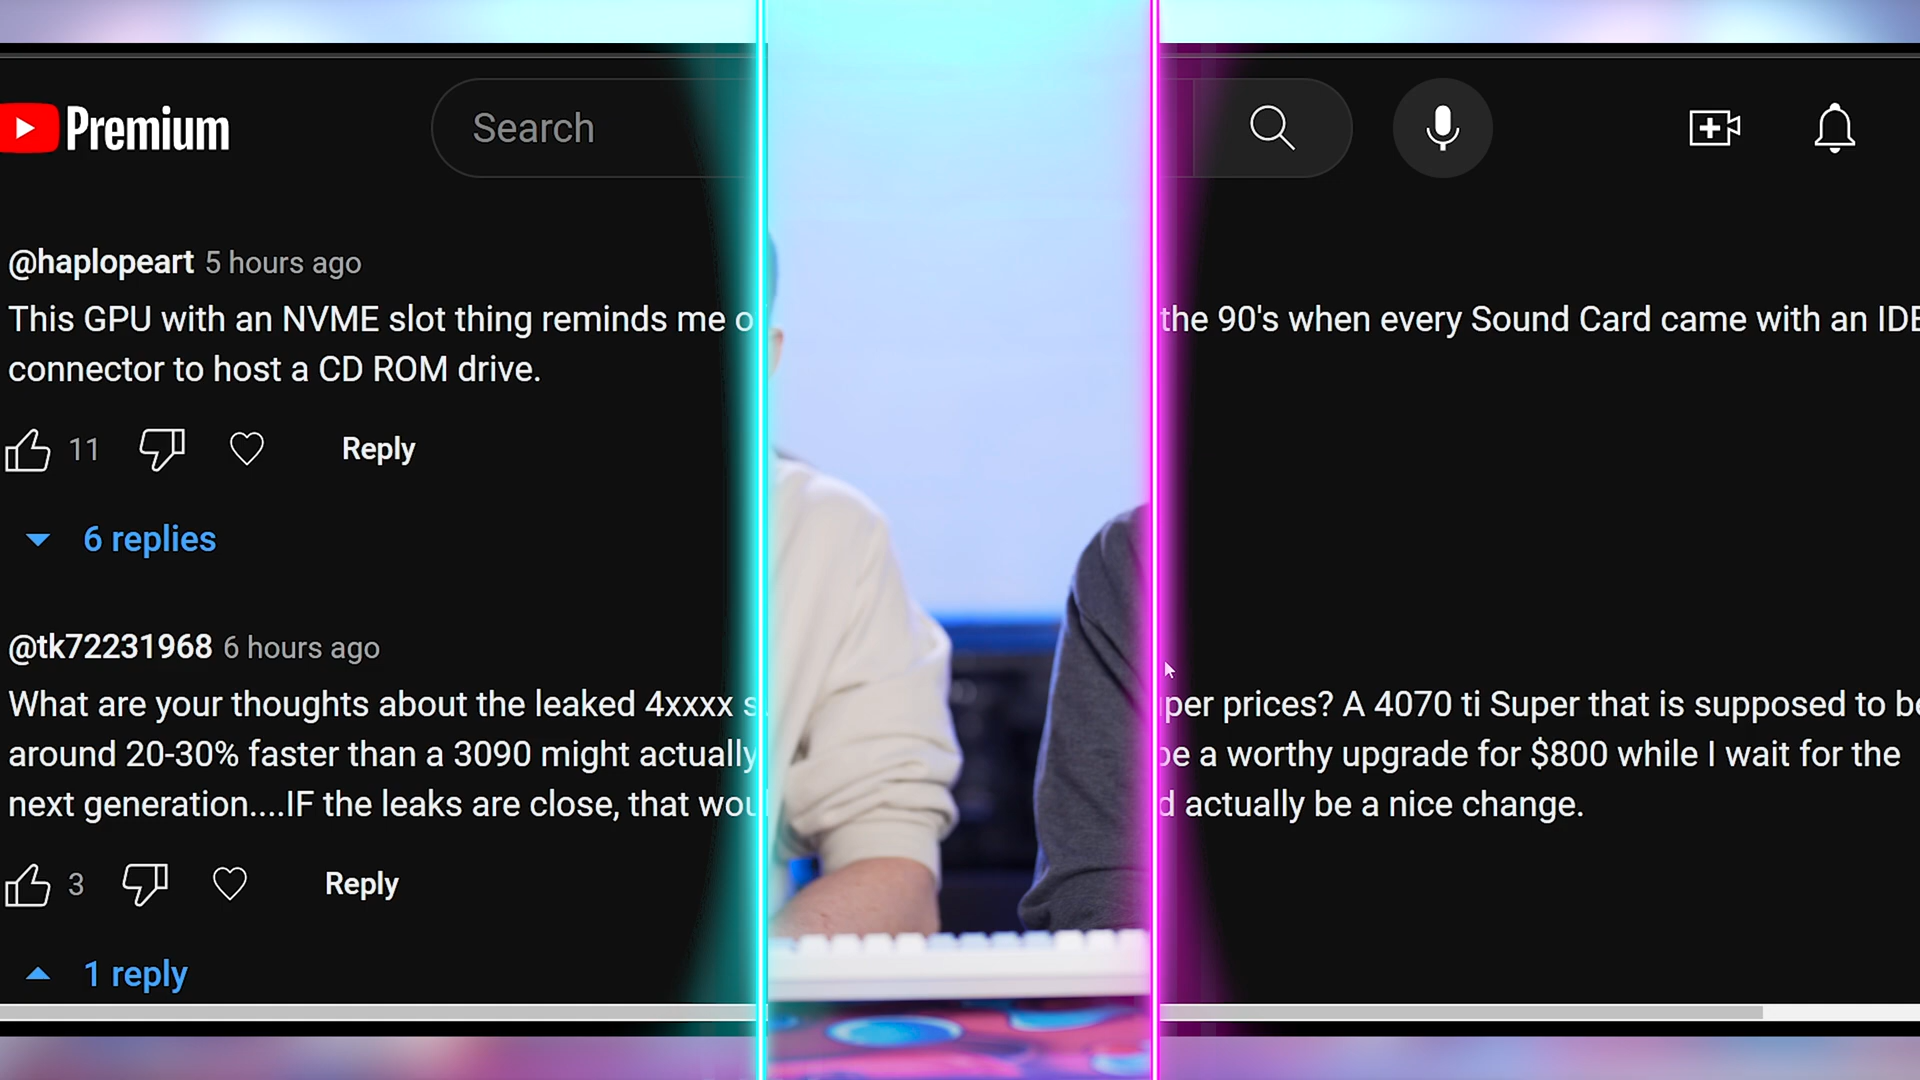 Premium
Search
@haplopeart 5 hours ago
This GPU with an NVME slot thing reminds me o the 90's when every Sound Card came with an IDE
connector to host a CD ROM drive.
11 Reply
6 replies
@tk72231968 6 hours ago
What are your thoughts about the leaked 4xxxx s per prices? A 4070 ti Super that is supposed to be
around 20-30% faster than a 3090 might actually be a worthy upgrade for $800 while I wait for the
next generation....IF the leaks are close, that wou d actually be a nice change.
3 Reply
1 reply